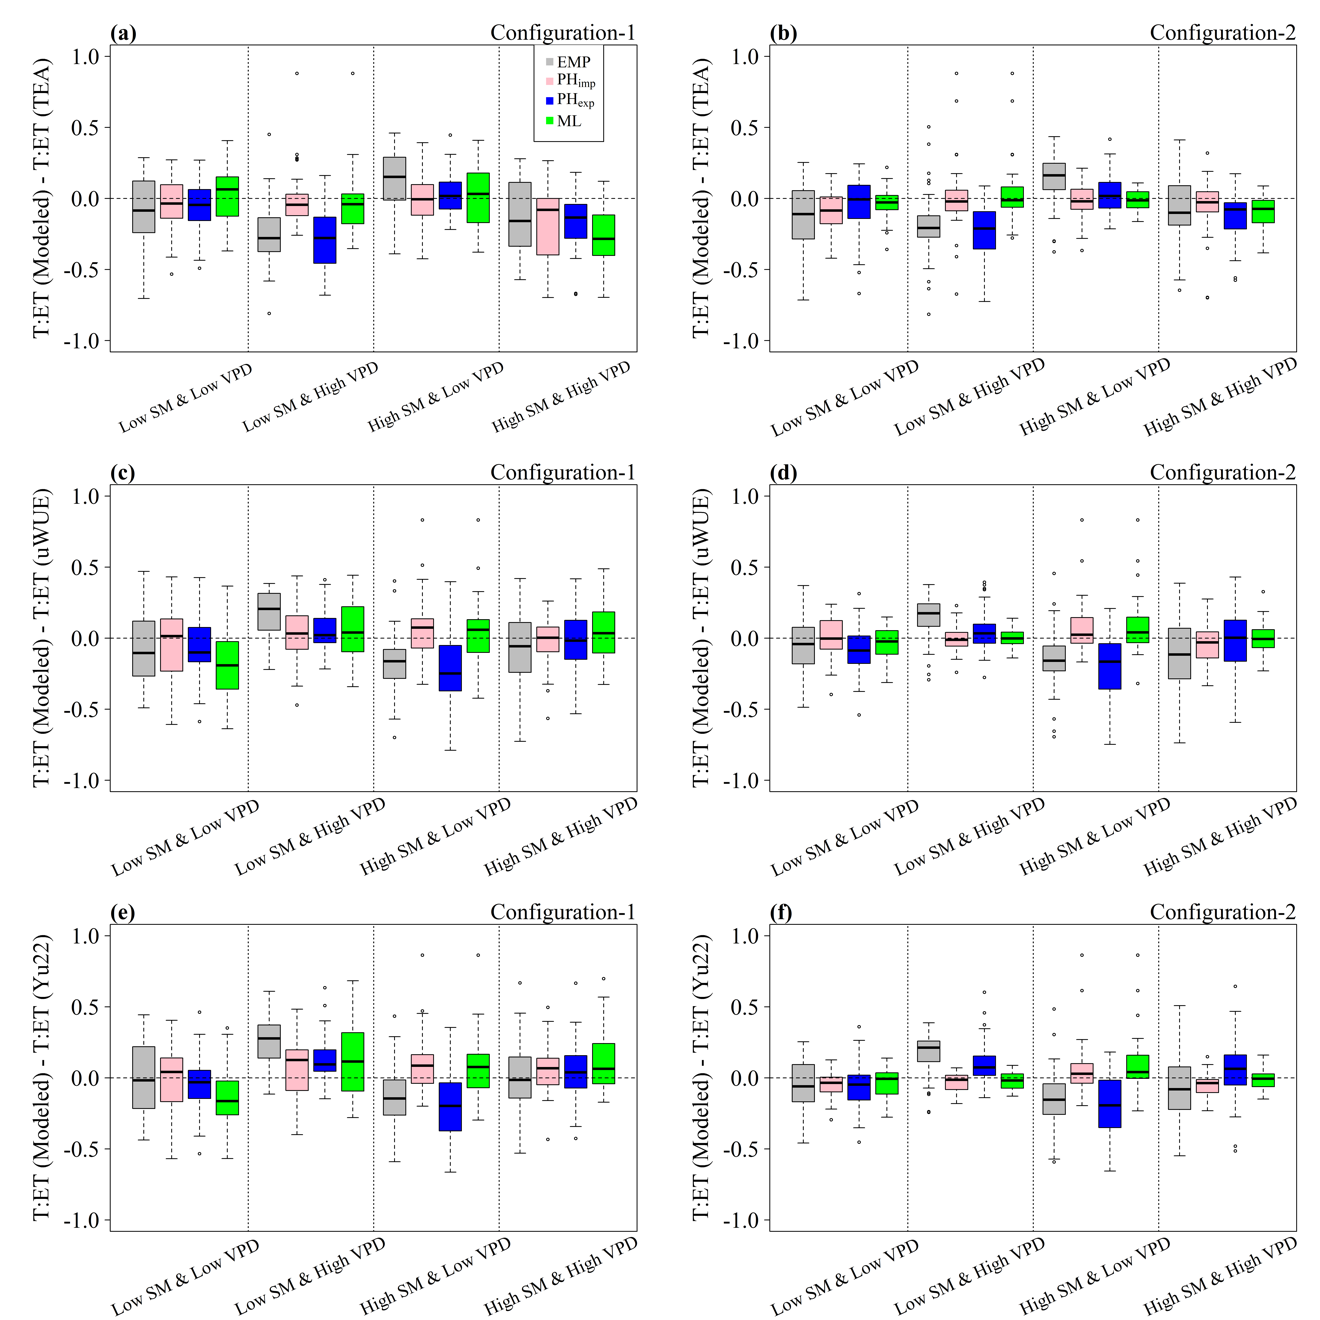 (a) Configuration-1
T:ET (Modeled) - T:ET (TEA)
1.0
0.5
0.0
-0.5
-1.0
EMP
PHimp
PHexp
ML
Low SM & Low VPD
Low SM & High VPD
High SM & Low VPD
High SM & High VPD
(b) Configuration-2
T:ET (Modeled) - T:ET (TEA)
1.0
0.5
0.0
-0.5
-1.0
Low SM & Low VPD
Low SM & High VPD
High SM & Low VPD
High SM & High VPD
(c) Configuration-1
T:ET (Modeled) - T:ET (uWUE)
1.0
0.5
0.0
-0.5
-1.0
Low SM & Low VPD
Low SM & High VPD
High SM & Low VPD
High SM & High VPD
(d) Configuration-2
T:ET (Modeled) - T:ET (uWUE)
1.0
0.5
0.0
-0.5
-1.0
Low SM & Low VPD
Low SM & High VPD
High SM & Low VPD
High SM & High VPD
(e) Configuration-1
T:ET (Modeled) - T:ET (Yu22)
1.0
0.5
0.0
-0.5
-1.0
Low SM & Low VPD
Low SM & High VPD
High SM & Low VPD
High SM & High VPD
(f) Configuration-2
T:ET (Modeled) - T:ET (Yu22)
1.0
0.5
0.0
-0.5
-1.0
Low SM & Low VPD
Low SM & High VPD
High SM & Low VPD
High SM & High VPD